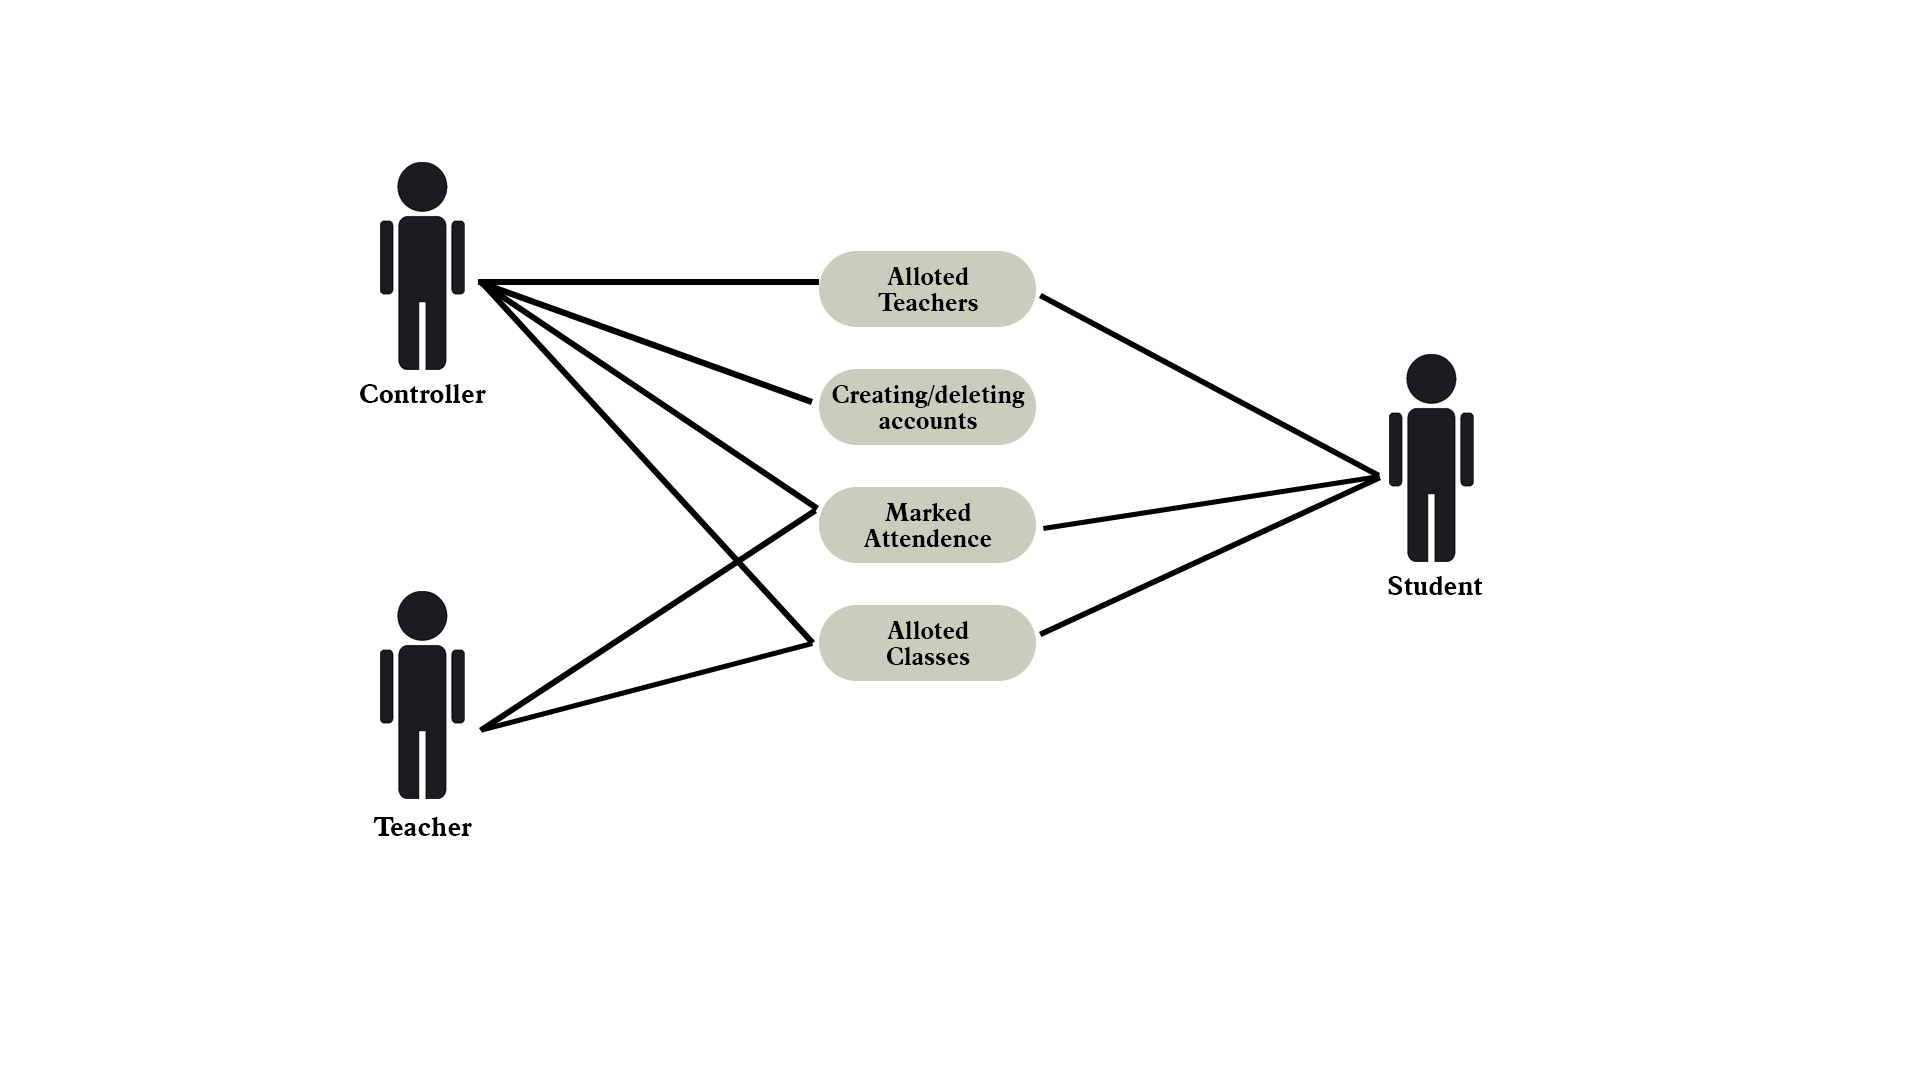 Controller
Alloted
Teachers
Creating/deleting
accounts
Marked
Attendence
Alloted
Classes
Student
Teacher